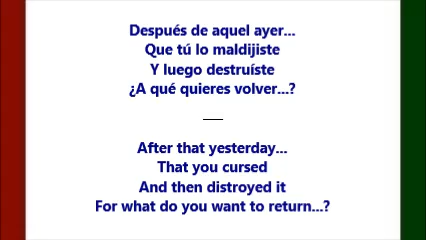 Después de aquel ayer...
Que tú lo maldijiste
Y luego destruíste
¿A qué quieres volver...?
After that yesterday...
That you cursed
And then distroyed it
For what do you want to return...?